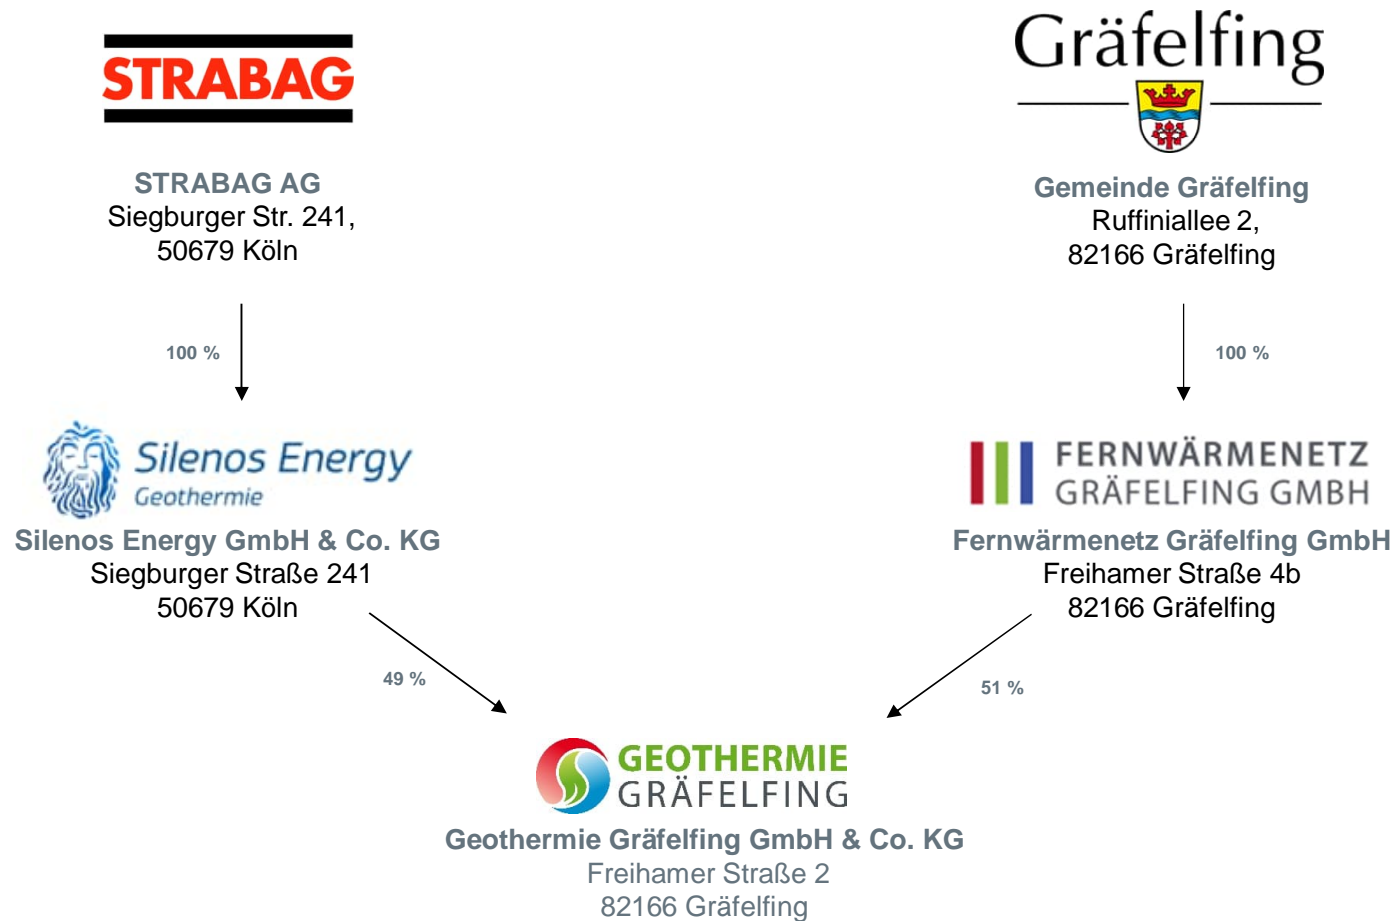 STRABAG
STRABAG AG
Siegburger Str. 241,
50679 Köln
100 %
Silenos Energy
Geothermie
Silenos Energy GmbH & Co. KG
Siegburger Straße 241
50679 Köln
49 %
Gräfelfing
Gemeinde Gräfelfing
Ruffiniallee 2,
82166 Gräfelfing
100 %
FERNWÄRMENETZ
GRÄFELFING GMBH
Fernwärmenetz Gräfelfing GmbH
Freihamer Straße 4b
82166 Gräfelfing
51 %
GEOTHERMIE
GRÄFELFING
Geothermie Gräfelfing GmbH & Co. KG
Freihamer Straße 2
82166 Gräfelfing